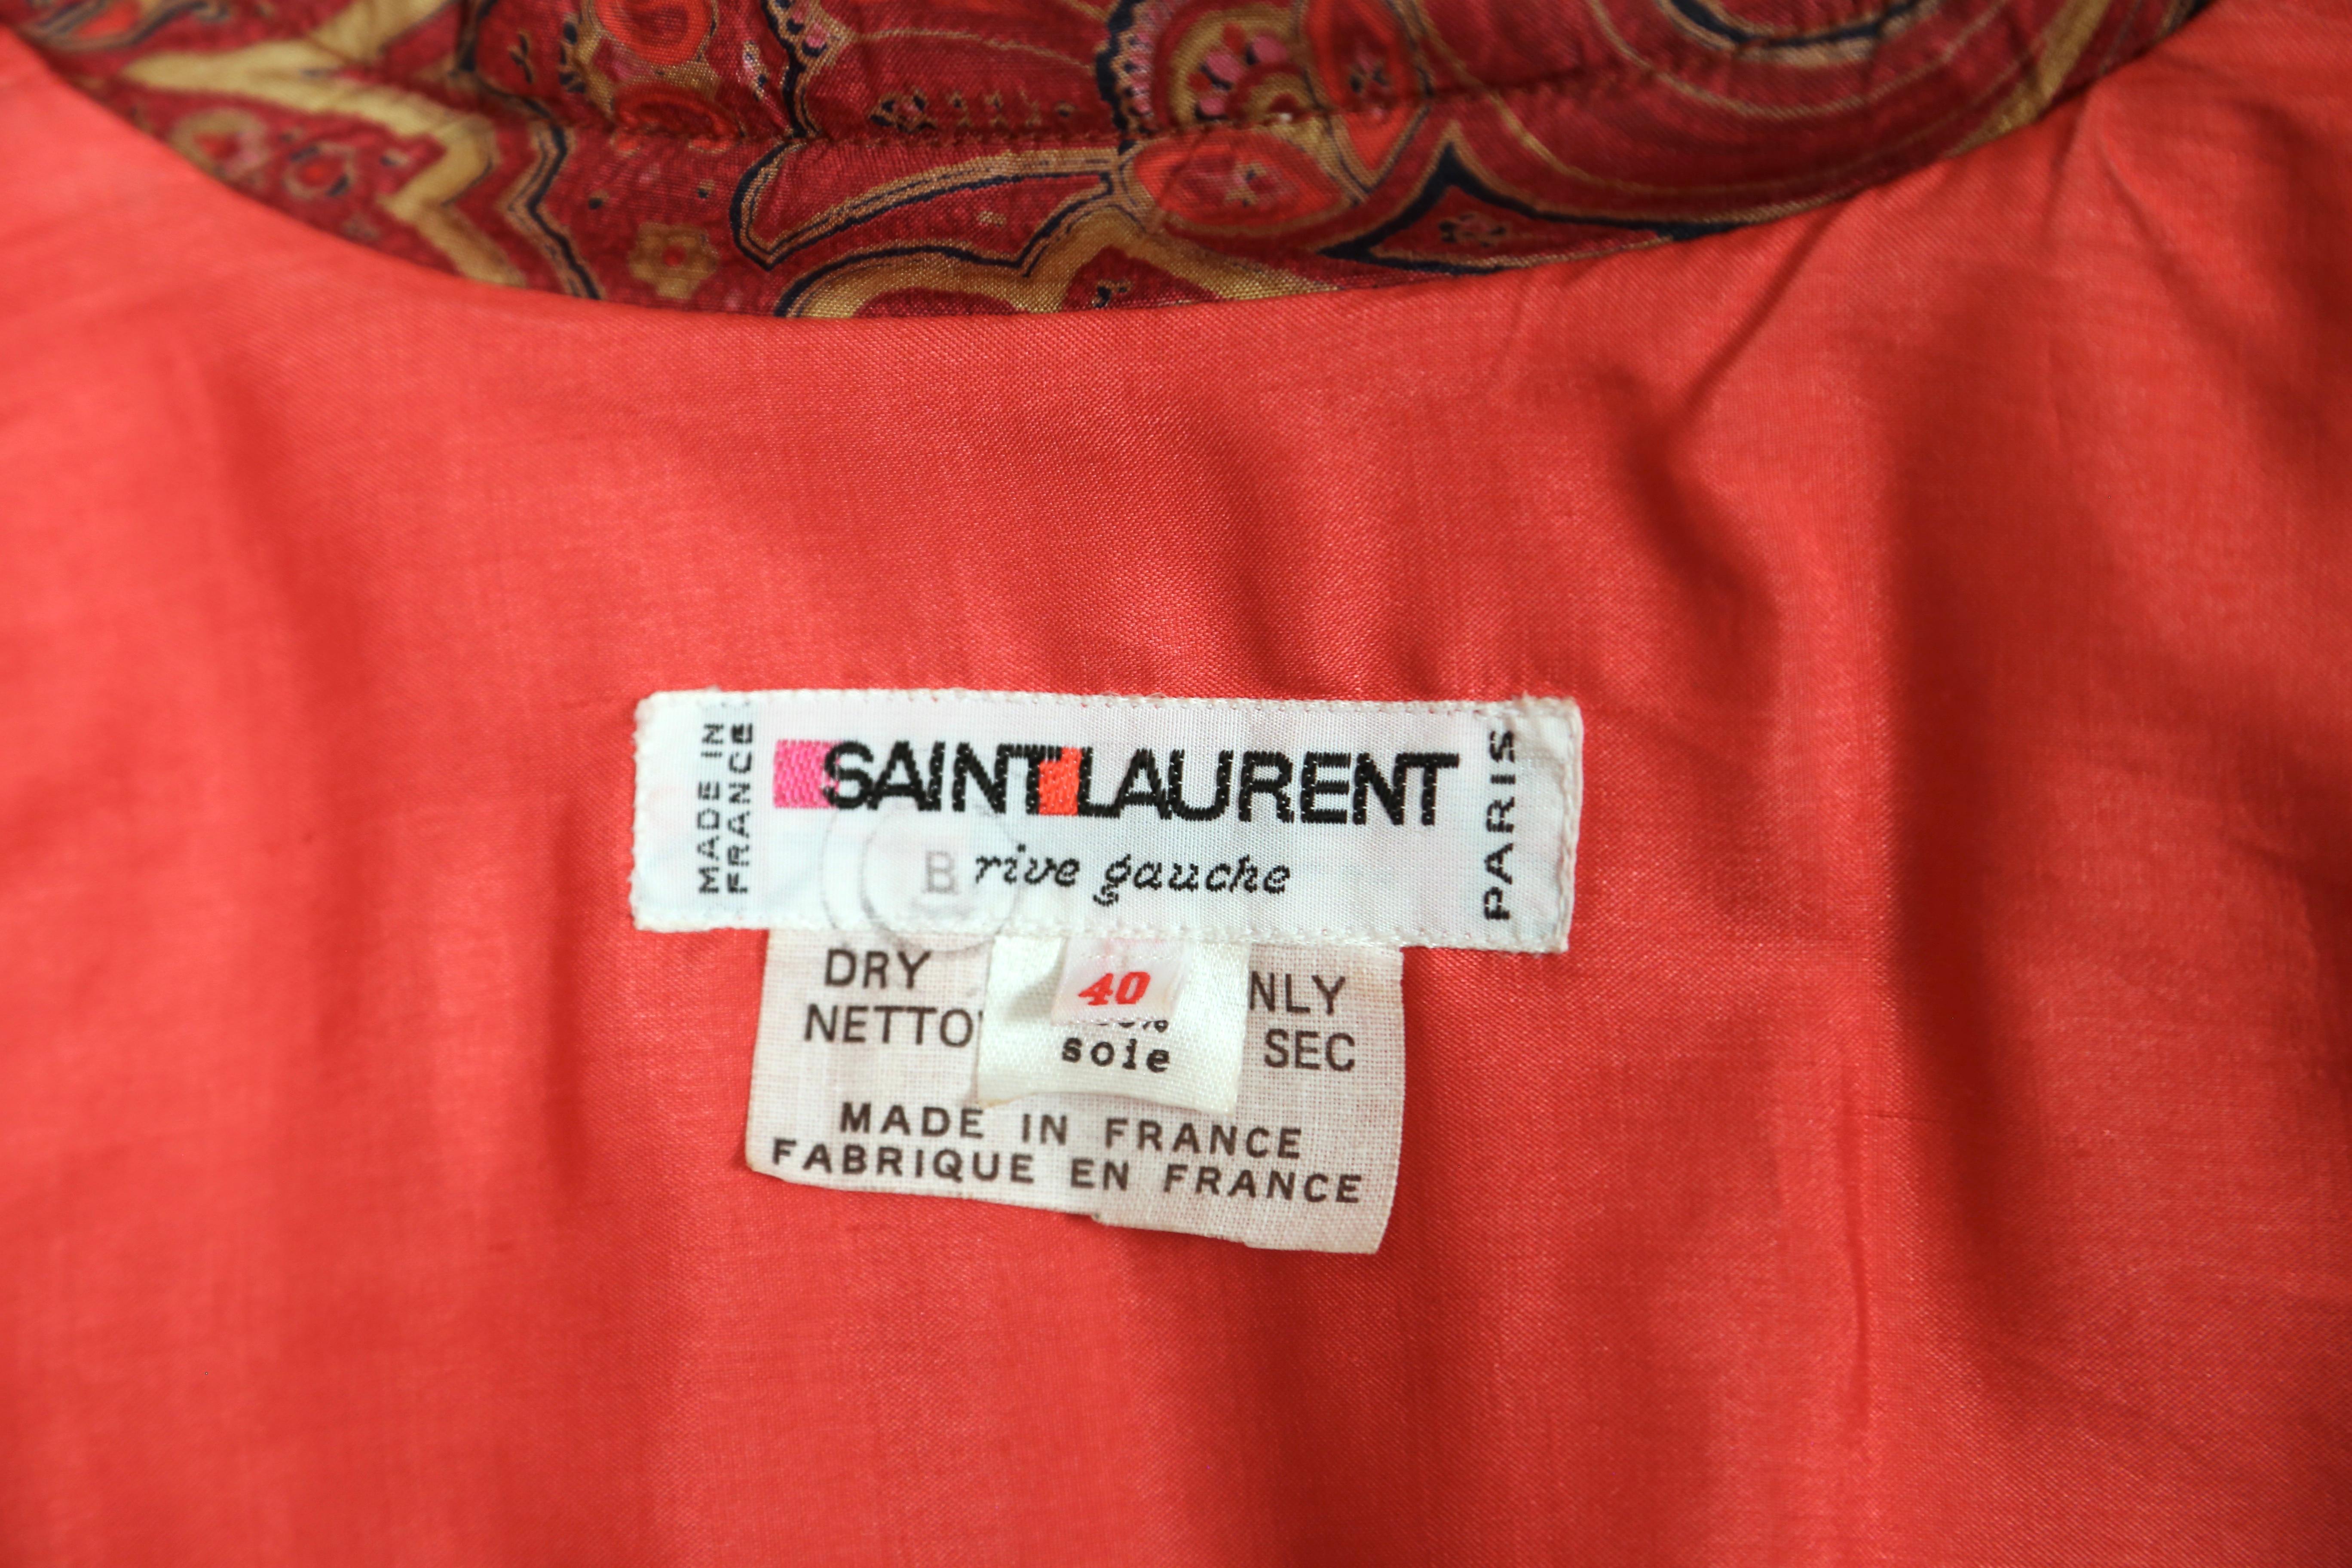 MADE IN
FRANCE
SAINT LAURENT
B rive gauche
PARIS
DRY NLY
40
NETTO SEC
soie
MADE IN FRANCE
FABRIQUE EN FRANCE